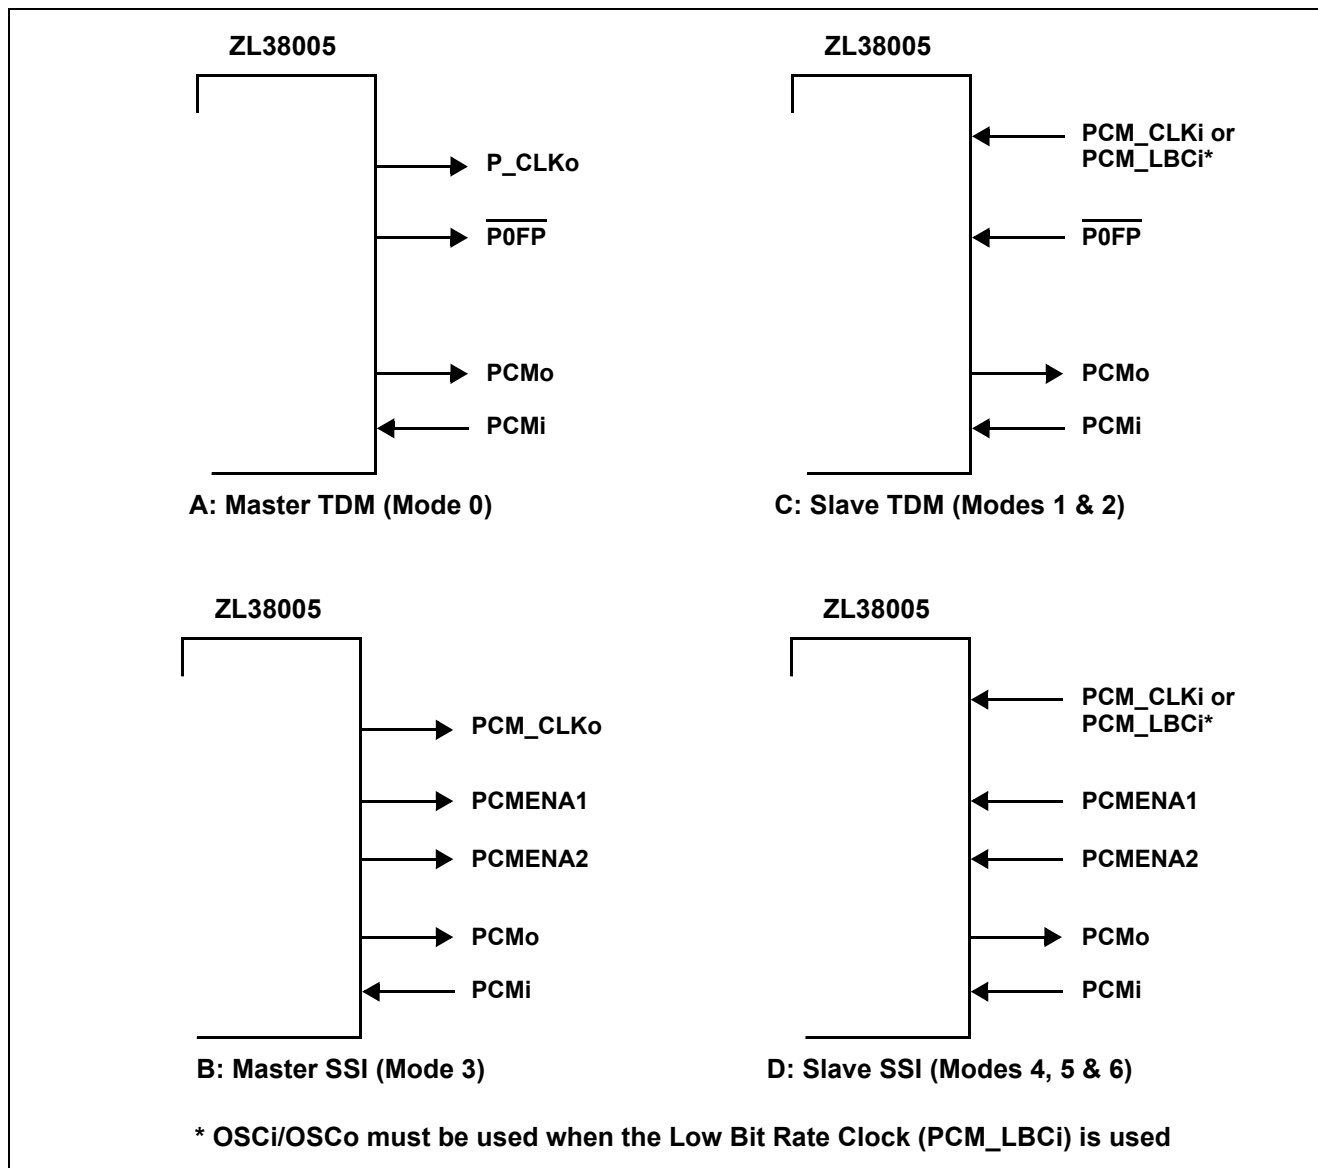 ZL38005
P_CLKo
P0FP
PCMo
PCMi
A: Master TDM (Mode 0)
ZL38005
PCM_CLKi or
PCM_LBCi*
P0FP
PCMo
PCMi
C: Slave TDM (Modes 1 & 2)
ZL38005
PCM_CLKo
PCMENA1
PCMENA2
PCMo
PCMi
B: Master SSI (Mode 3)
ZL38005
PCM_CLKi or
PCM_LBCi*
PCMENA1
PCMENA2
PCMo
PCMi
D: Slave SSI (Modes 4, 5 & 6)
* OSCi/OSCo must be used when the Low Bit Rate Clock (PCM_LBCi) is used